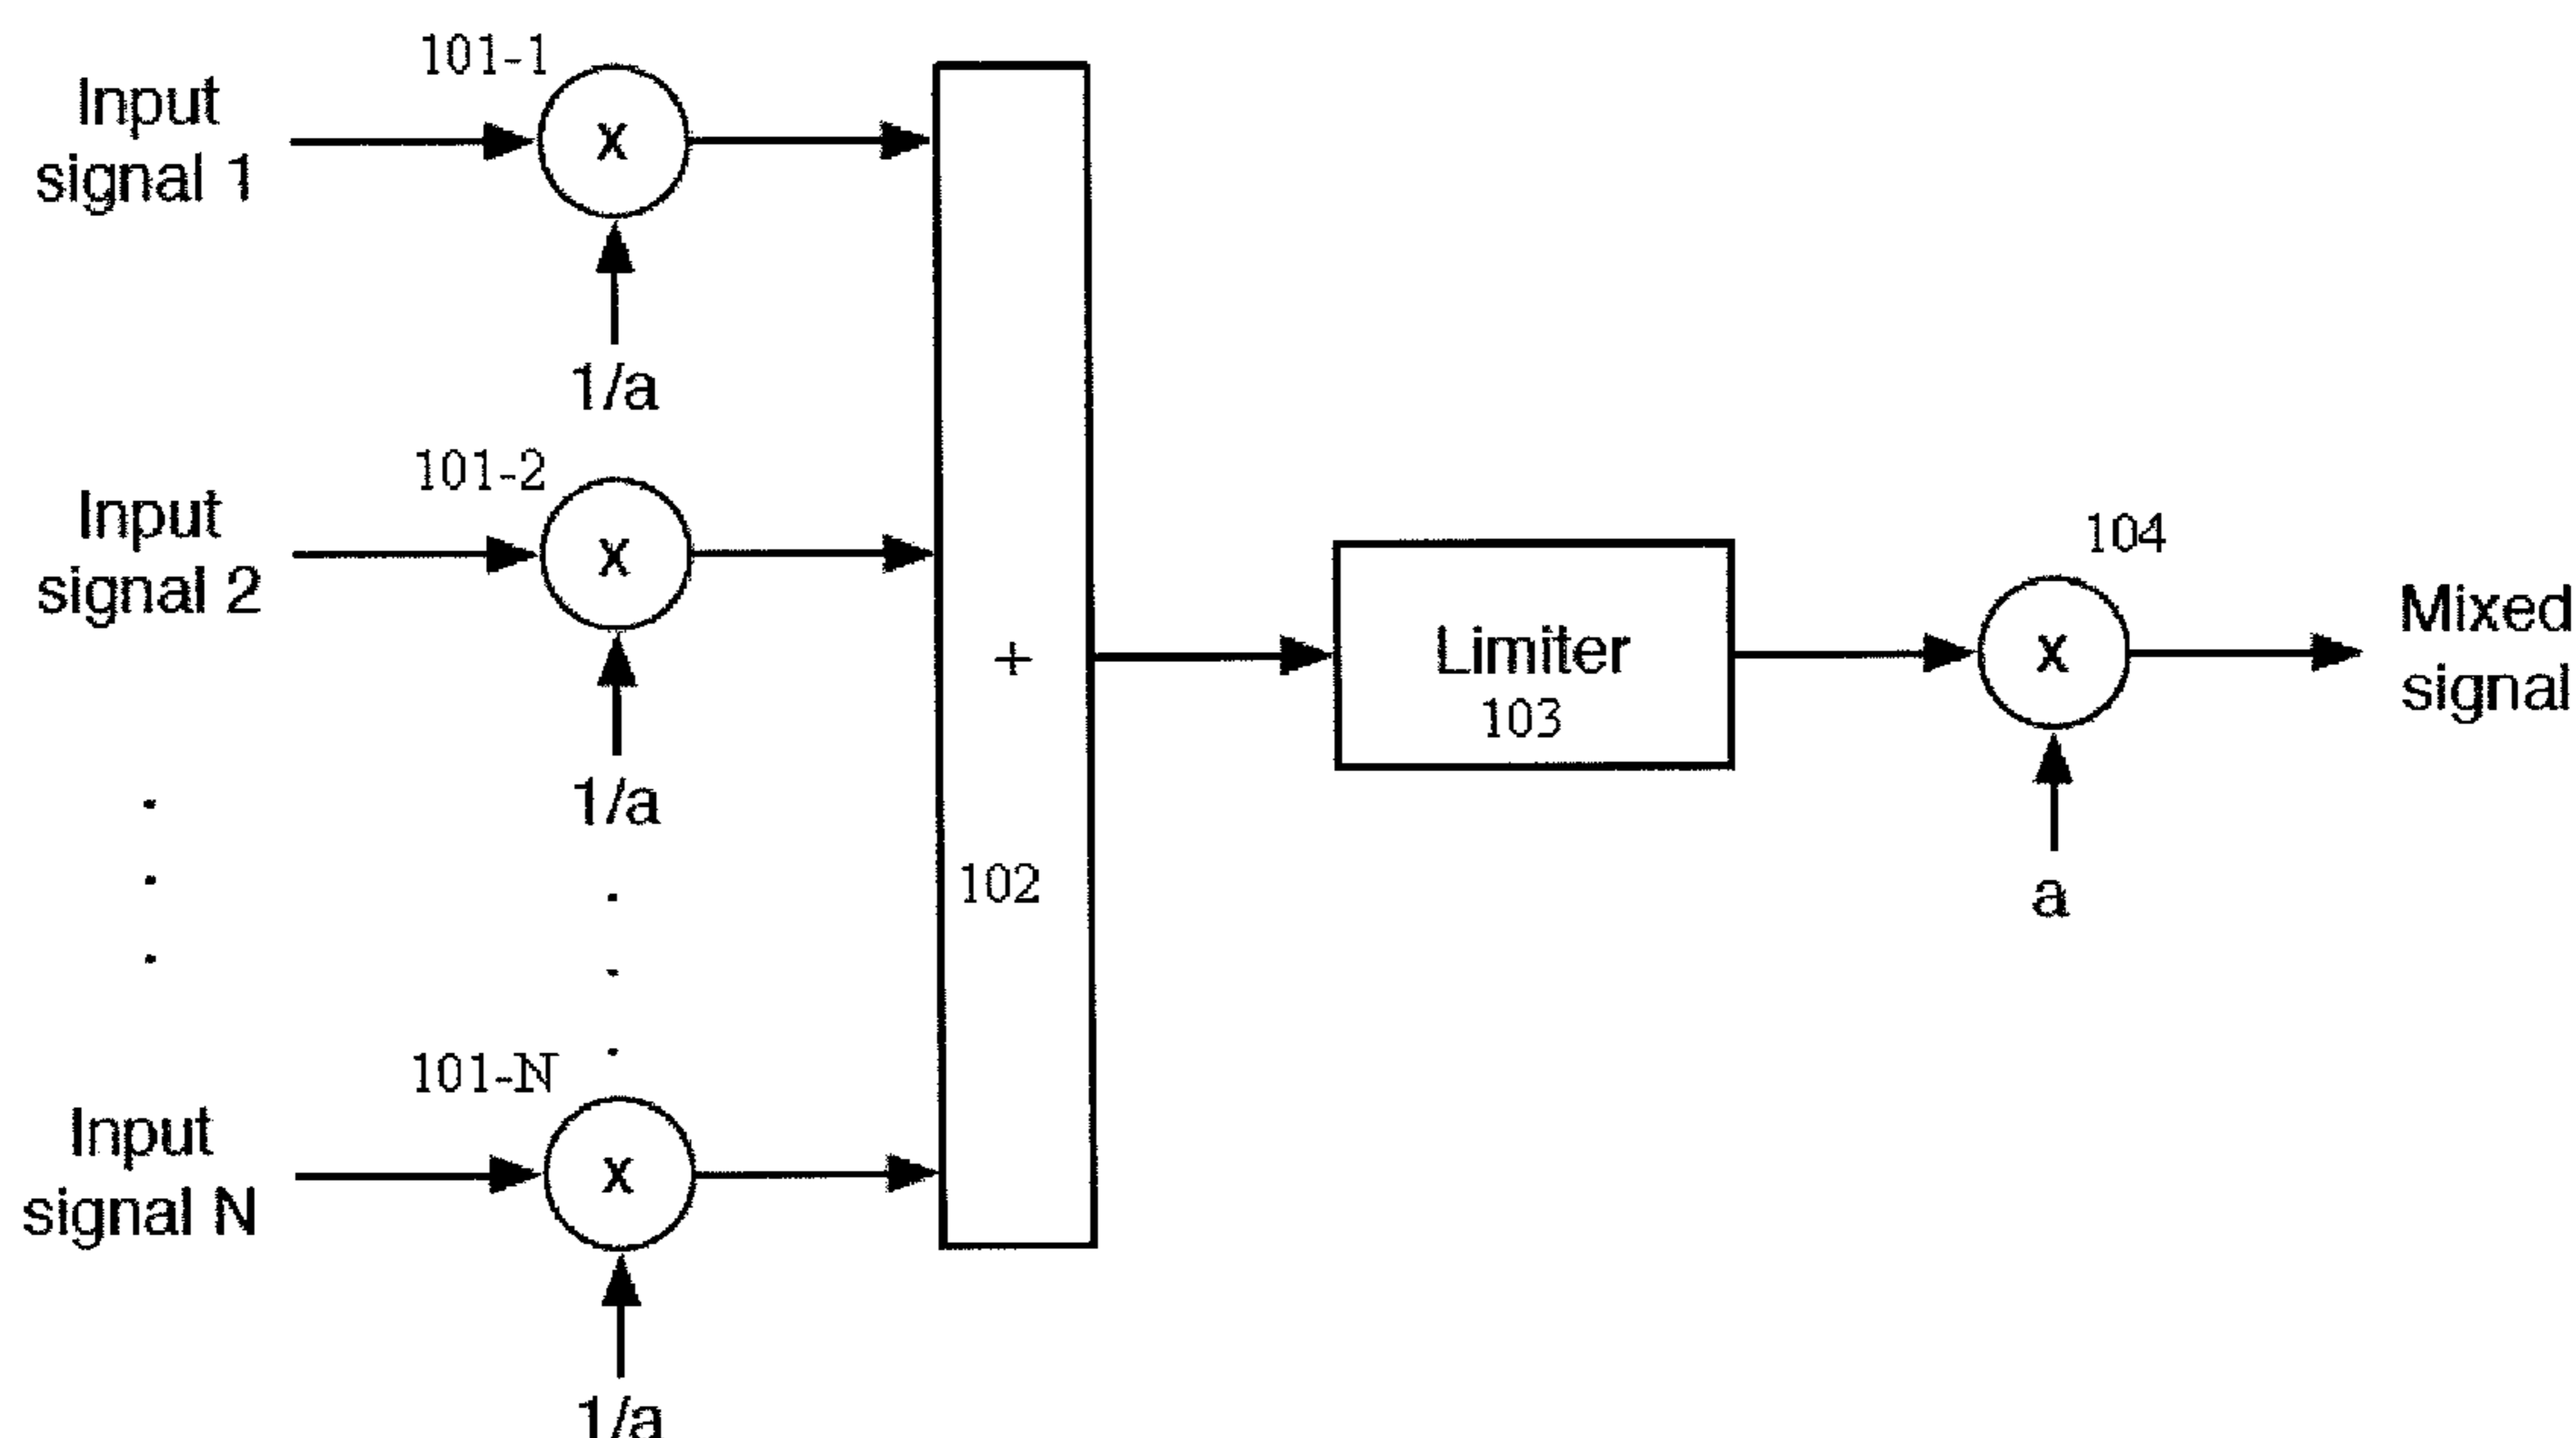 101-1
Input
signal 1
x
1/a
101-2
Input
signal 2
x
1/a
.
.
.
.
.
.
101-N
Input
signal N
x
1/a
+
102
Limiter
103
104
x
a
Mixed
signal